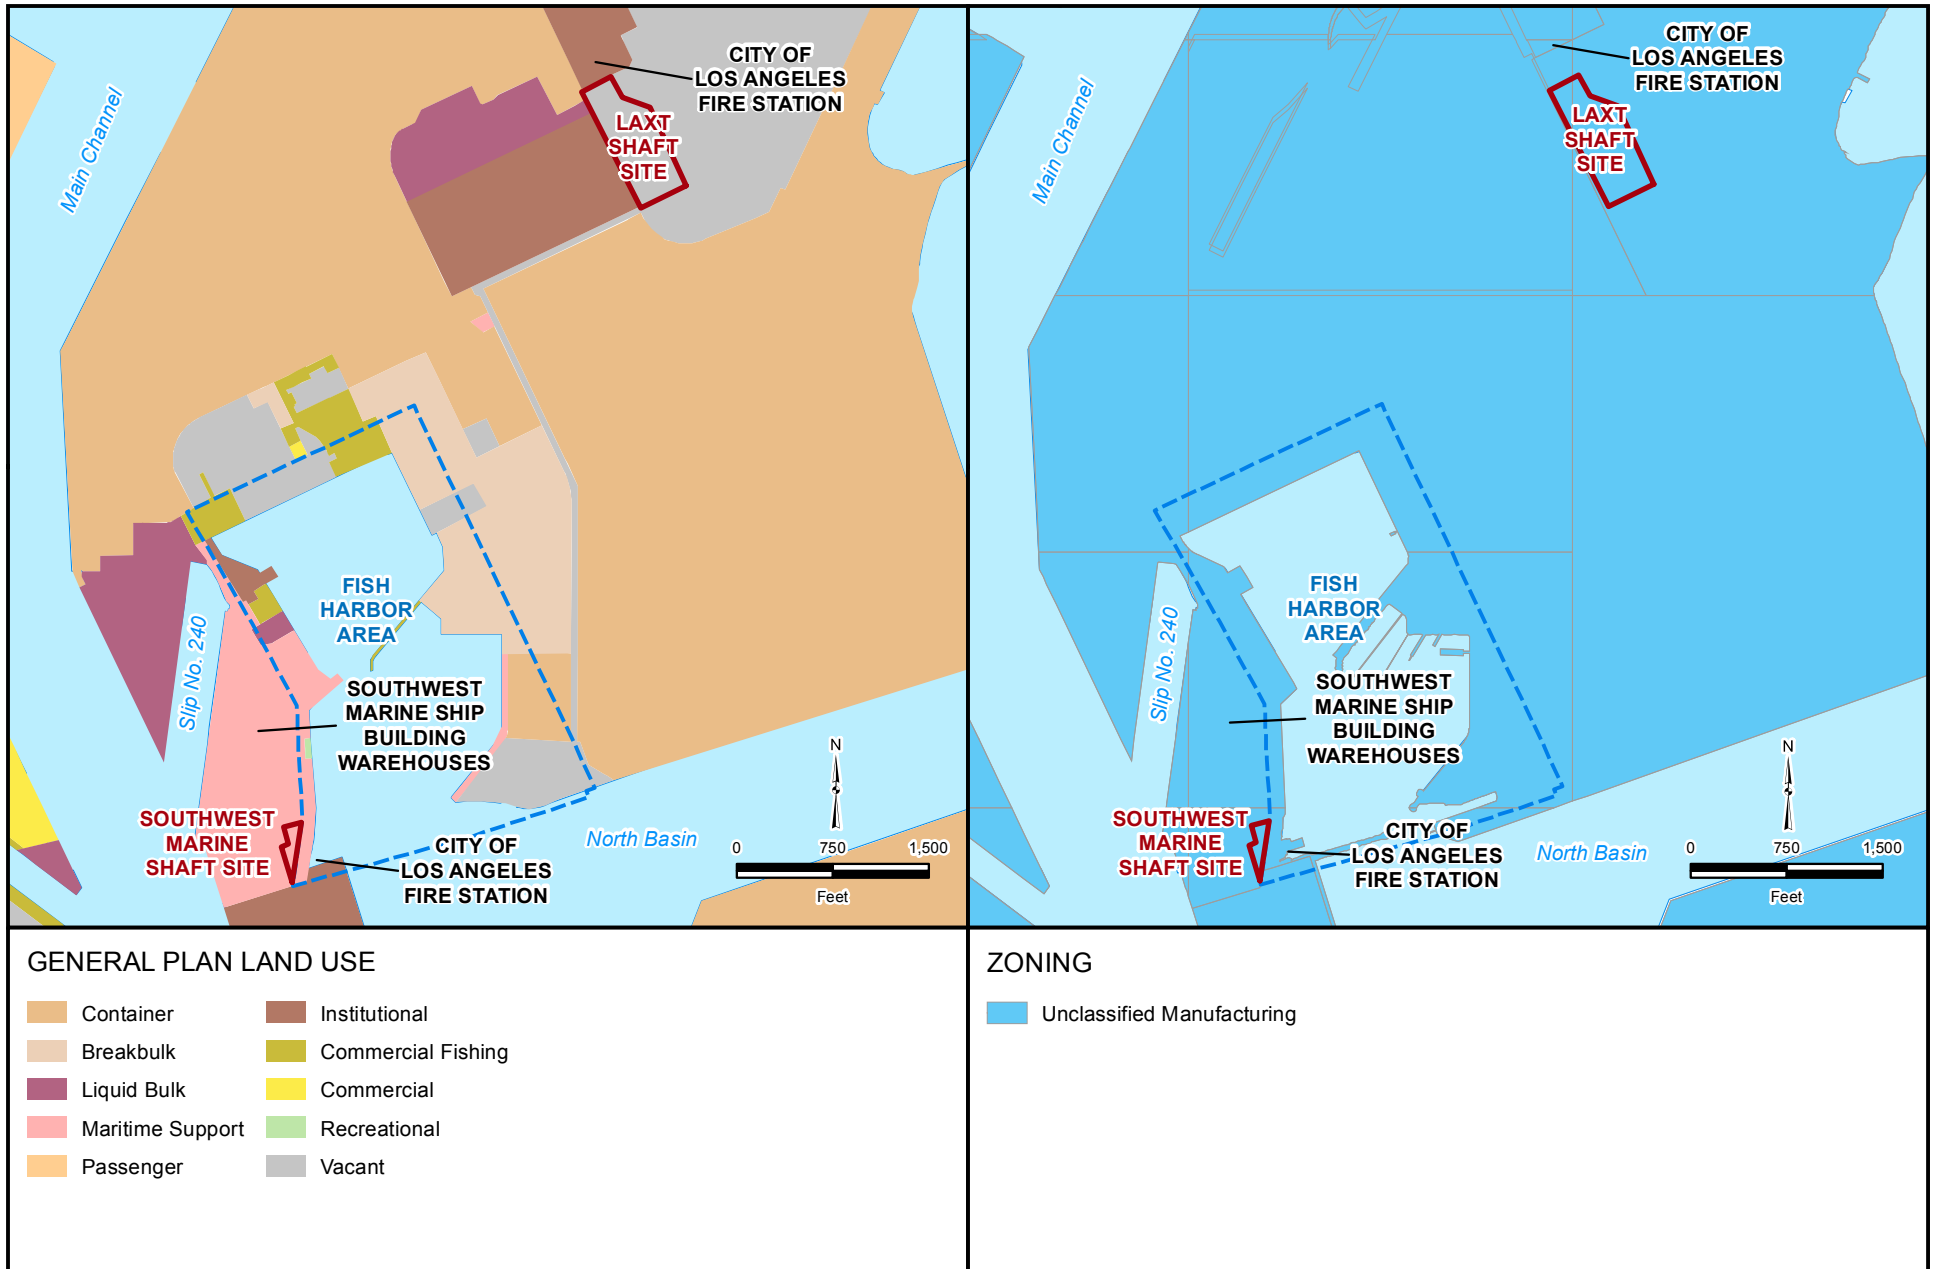 CITY OF
LOS ANGELES
FIRE STATION
LAXT
SHAFT
SITE
Main Channel
FISH
HARBOR
AREA
Slip No. 240
SOUTHWEST
MARINE SHIP
BUILDING
WAREHOUSES
SOUTHWEST
MARINE
SHAFT SITE
CITY OF
LOS ANGELES
FIRE STATION
North Basin
N
0 750 1,500
Feet
CITY OF
LOS ANGELES
FIRE STATION
LAXT
SHAFT
SITE
Main Channel
FISH
HARBOR
AREA
Slip No. 240
SOUTHWEST
MARINE SHIP
BUILDING
WAREHOUSES
SOUTHWEST
MARINE
SHAFT SITE
CITY OF
LOS ANGELES
FIRE STATION
North Basin
N
0 750 1,500
Feet
GENERAL PLAN LAND USE
Container
Breakbulk
Liquid Bulk
Maritime Support
Passenger
Institutional
Commercial Fishing
Commercial
Recreational
Vacant
ZONING
Unclassified Manufacturing